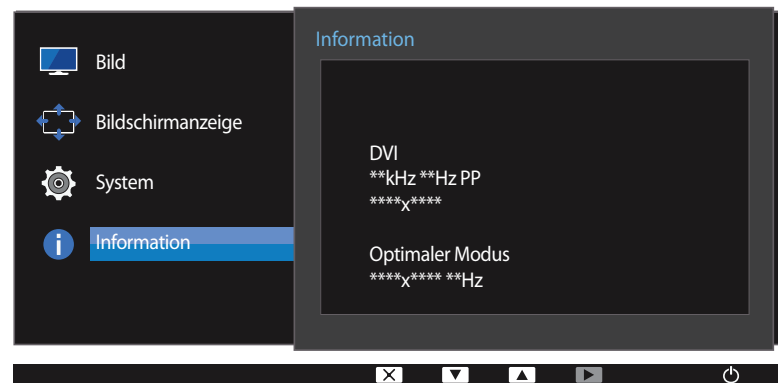 Bild
Bildschirmanzeige
System
Information
Information
DVI
**kHz **Hz PP
****x****
Optimaler Modus
****x**** **Hz